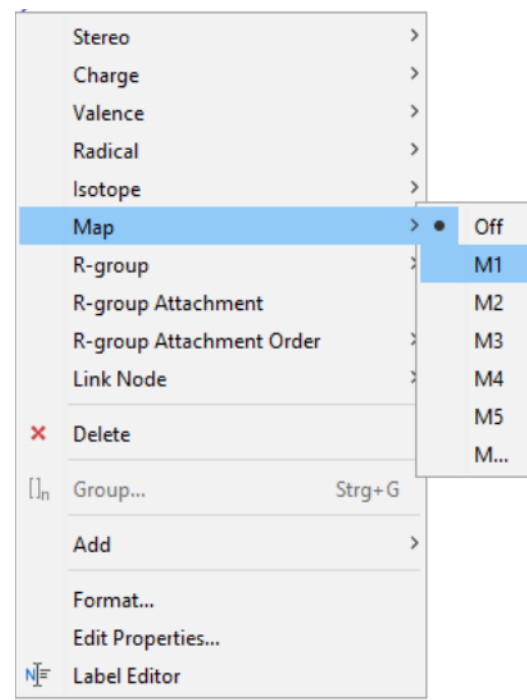 Stereo
Charge
Valence
Radical
Isotope
Map
R-group
R-group Attachment
R-group Attachment Order
Link Node
Delete
Group... Strg+G
Add
Format...
Edit Properties...
Label Editor
Off
M1
M2
M3
M4
M5
M...